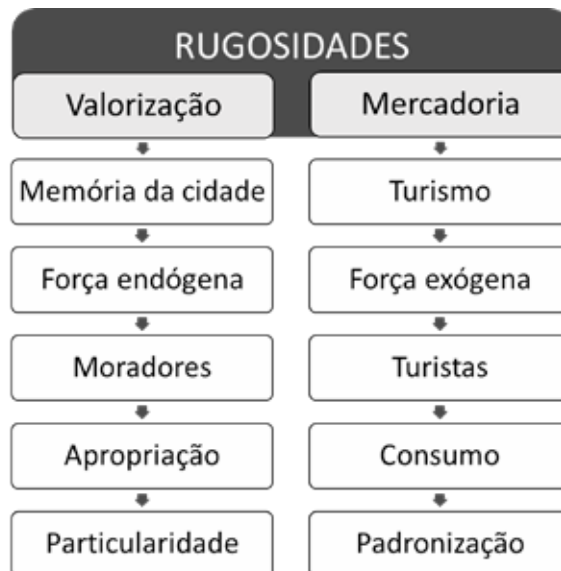 RUGOSIDADES
Valorização
Memória da cidade
Força endógena
Moradores
Apropriação
Particularidade
Mercadoria
Turismo
Força exógena
Turistas
Consumo
Padronização